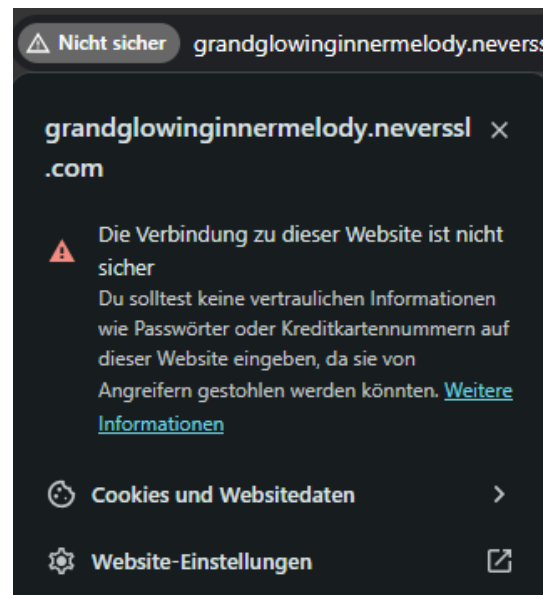 Nicht sicher grandglowinginnermelody.nevers
grandglowinginnermelody.neverssl
.com
Die Verbindung zu dieser Website ist nicht
sicher
Du solltest keine vertraulichen Informationen
wie Passwörter oder Kreditkartennummern auf
dieser Website eingeben, da sie von
Angreifern gestohlen werden könnten. Weitere
Informationen
Cookies und Websitedaten
Website-Einstellungen